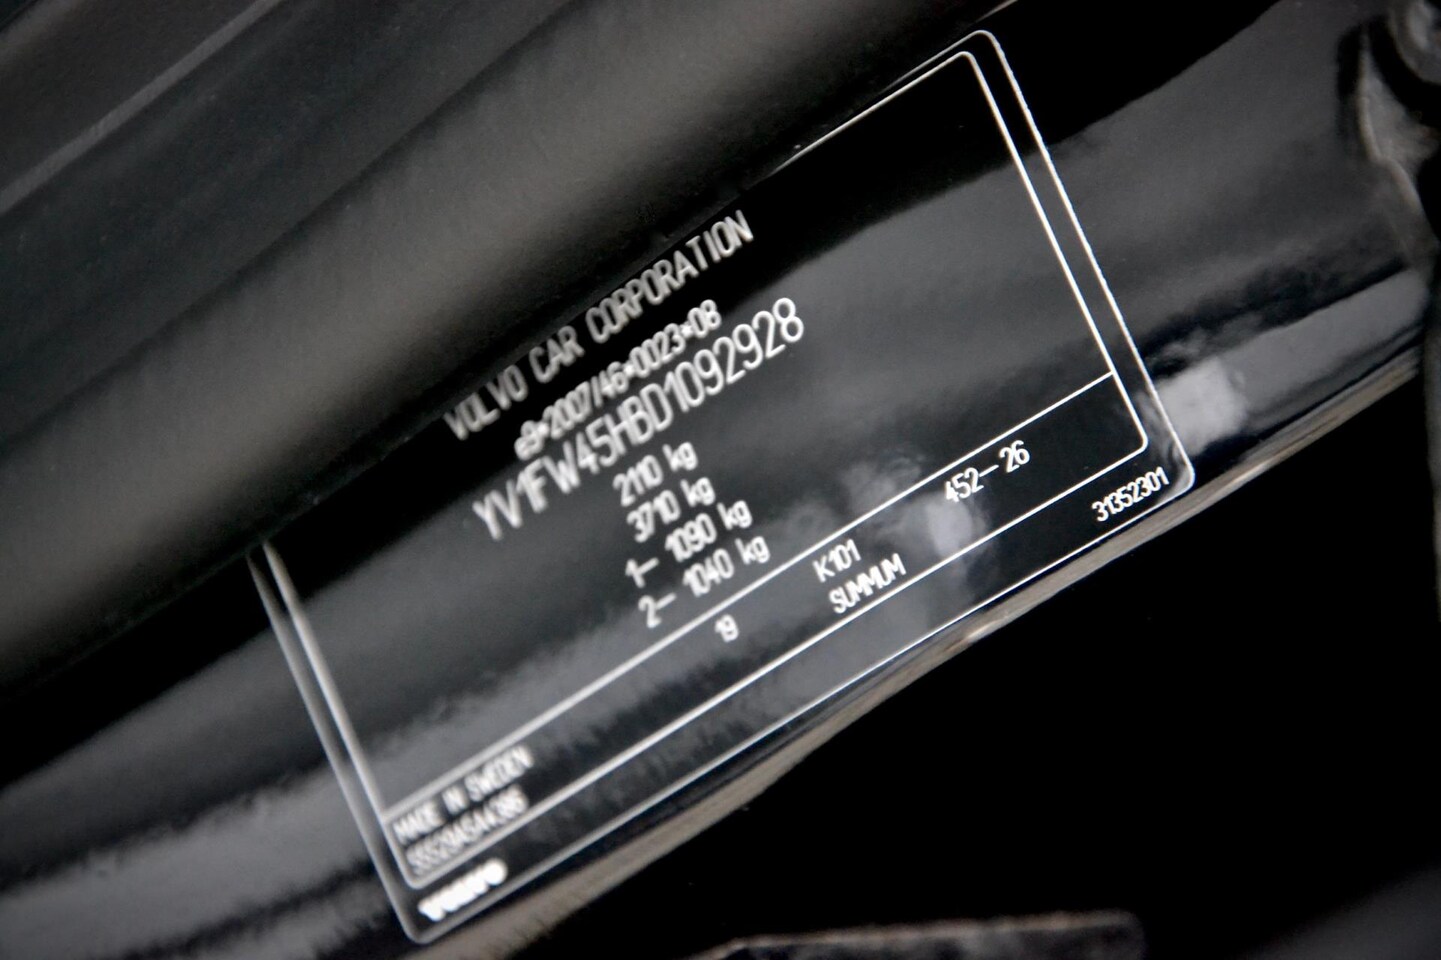 VOLVO CAR CORPORATION
e9*2007/46*0023*08
YV1FW45HBD1092928
2110 kg
3710 kg
1- 1090 kg
2- 1040 kg
19 K101 452-26
SUMMUM
MADE IN SWEDEN
31352301
VOLVO